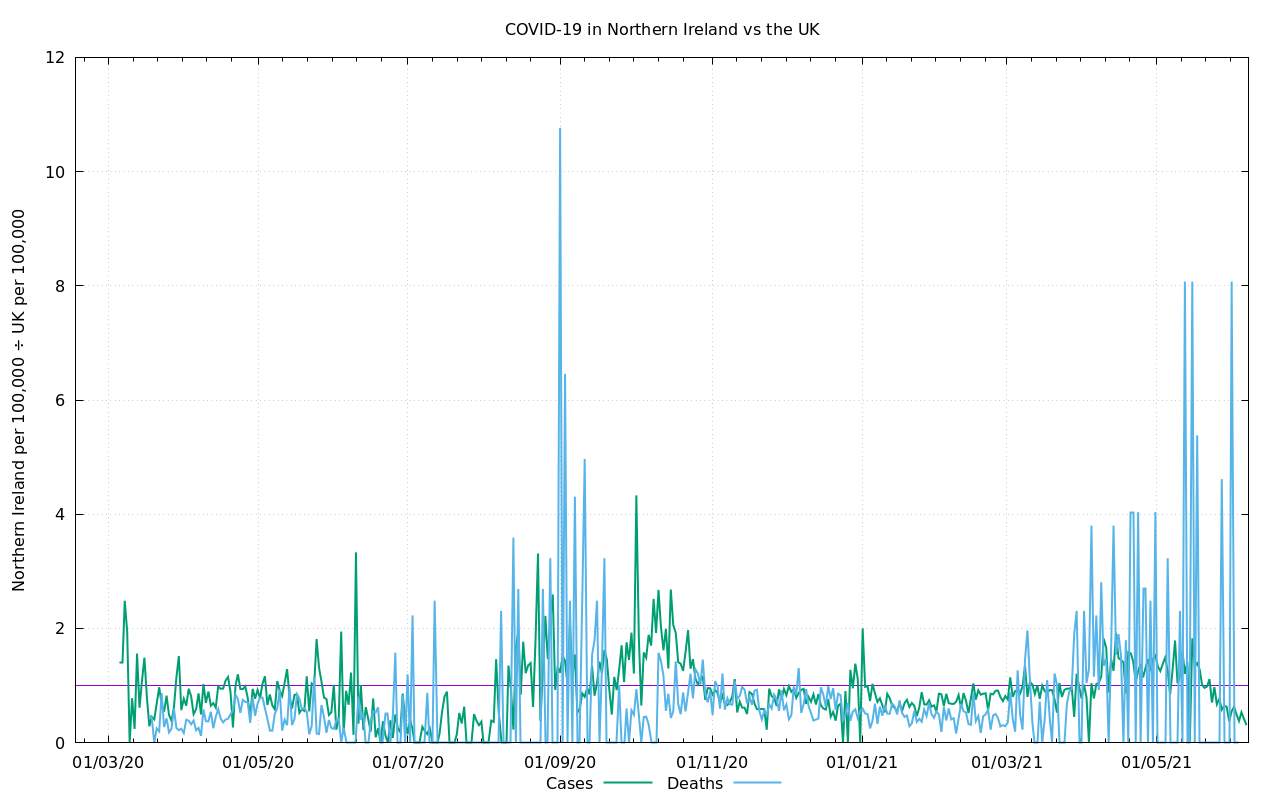 COVID-19 in Northern Ireland vs the UK
Northern Ireland per 100,000 ÷ UK per 100,000
12
10
8
6
4
2
0
01/03/20 01/05/20 01/07/20 01/09/20 01/11/20 01/01/21 01/03/21 01/05/21
Cases Deaths